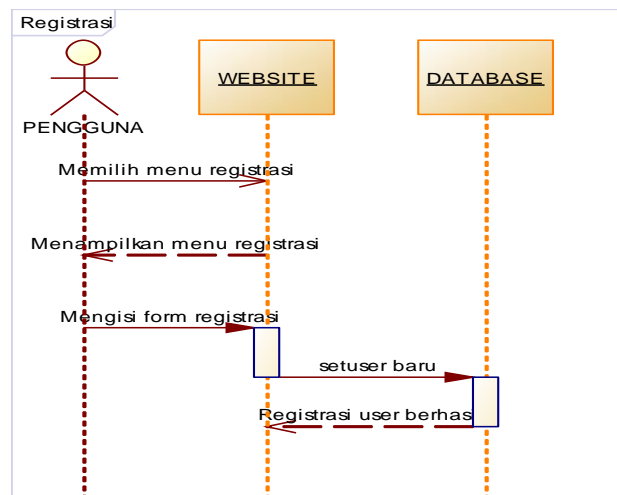 Registrasi
WEBSITE
DATABASE
PENGGUNA
Memilih menu registrasi
Menampilkan menu registrasi
Mengisi form registrasi
setuser baru
Registrasi user berhas